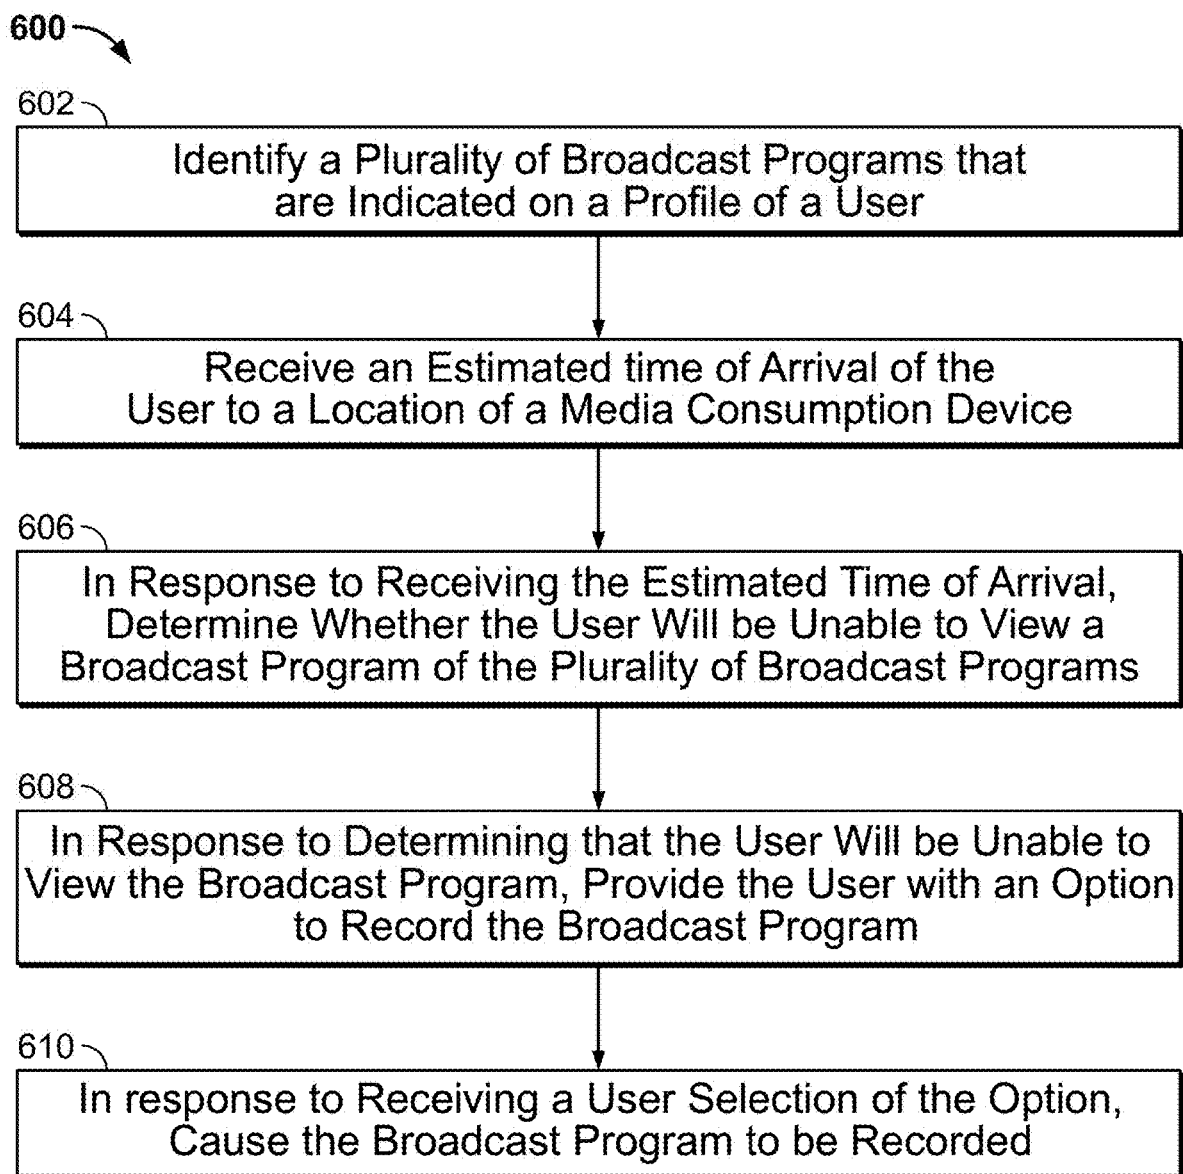 600
602
Identify a Plurality of Broadcast Programs that
are Indicated on a Profile of a User
604
Receive an Estimated time of Arrival of the
User to a Location of a Media Consumption Device
606
In Response to Receiving the Estimated Time of Arrival,
Determine Whether the User Will be Unable to View a
Broadcast Program of the Plurality of Broadcast Programs
608
In Response to Determining that the User Will be Unable to
View the Broadcast Program, Provide the User with an Option
to Record the Broadcast Program
610
In response to Receiving a User Selection of the Option,
Cause the Broadcast Program to be Recorded